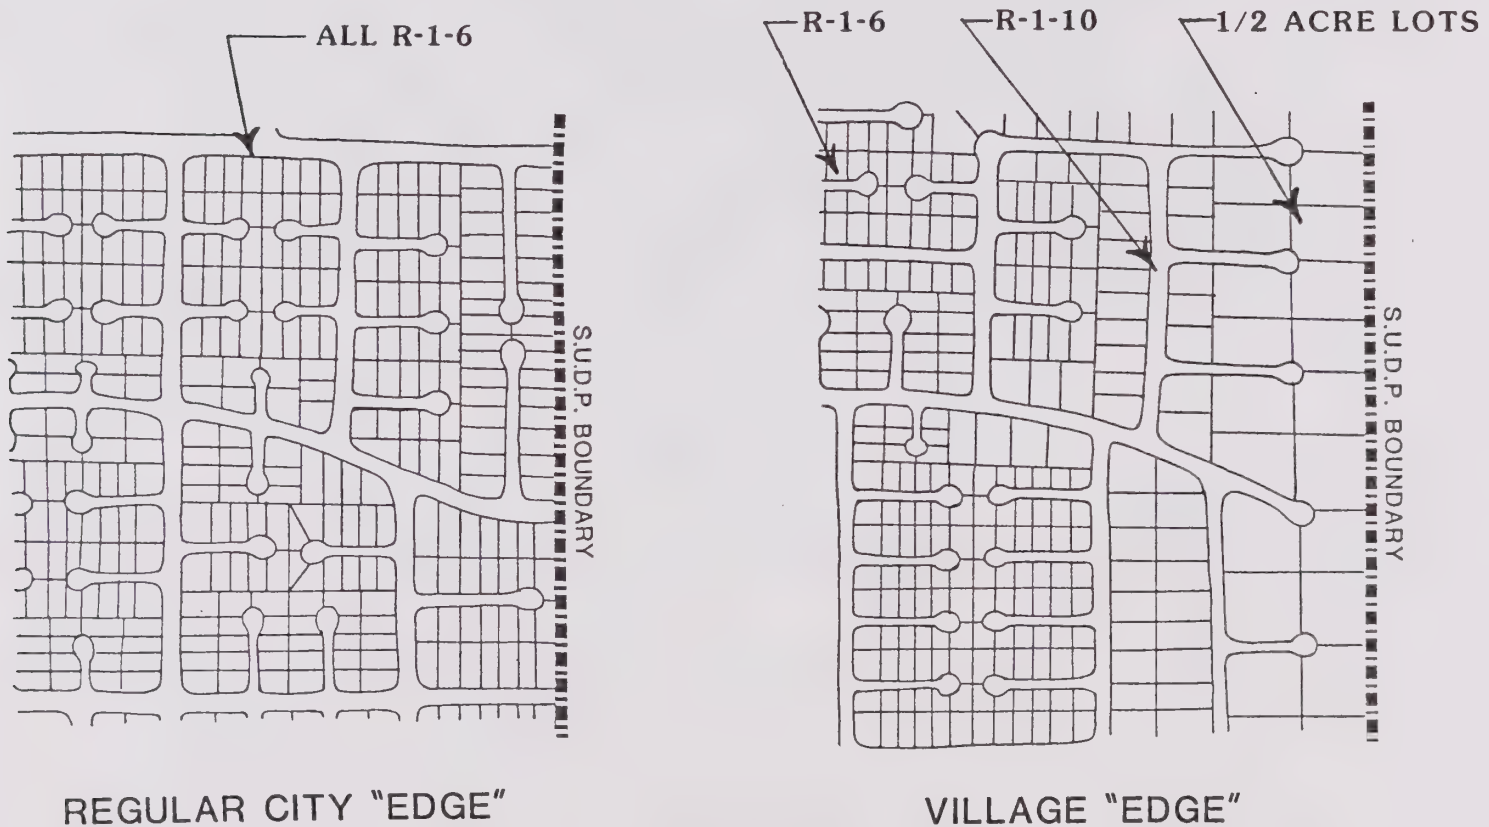 ALL R-1-6
R-1-6
R-1-10
1/2 ACRE LOTS
S.U.D.P. BOUNDARY
S.U.D.P. BOUNDARY
REGULAR CITY "EDGE"
VILLAGE "EDGE"